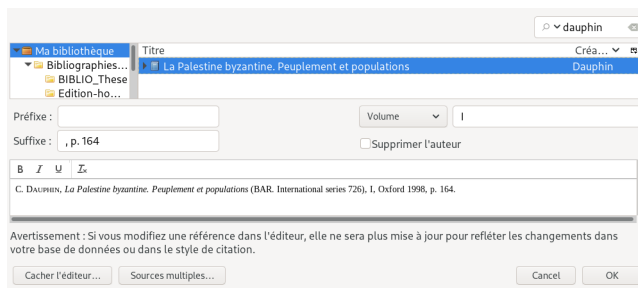 dauphin
Ma bibliothèque
Titre
Créa...
Bibliographies...
La Palestine byzantine. Peuplement et populations
Dauphin
BIBLIO_These
Edition-ho...
Préfixe :
Volume
I
Suffixe :
, p. 164
Supprimer l'auteur
B I U Tx
C. Dauphin, La Palestine byzantine. Peuplement et populations (BAR. International series 726), I, Oxford 1998, p. 164.
Avertissement : Si vous modifiez une référence dans l'éditeur, elle ne sera plus mise à jour pour refléter les changements dans
votre base de données ou dans le style de citation.
Cacher l'éditeur...
Sources multiples...
Cancel
OK